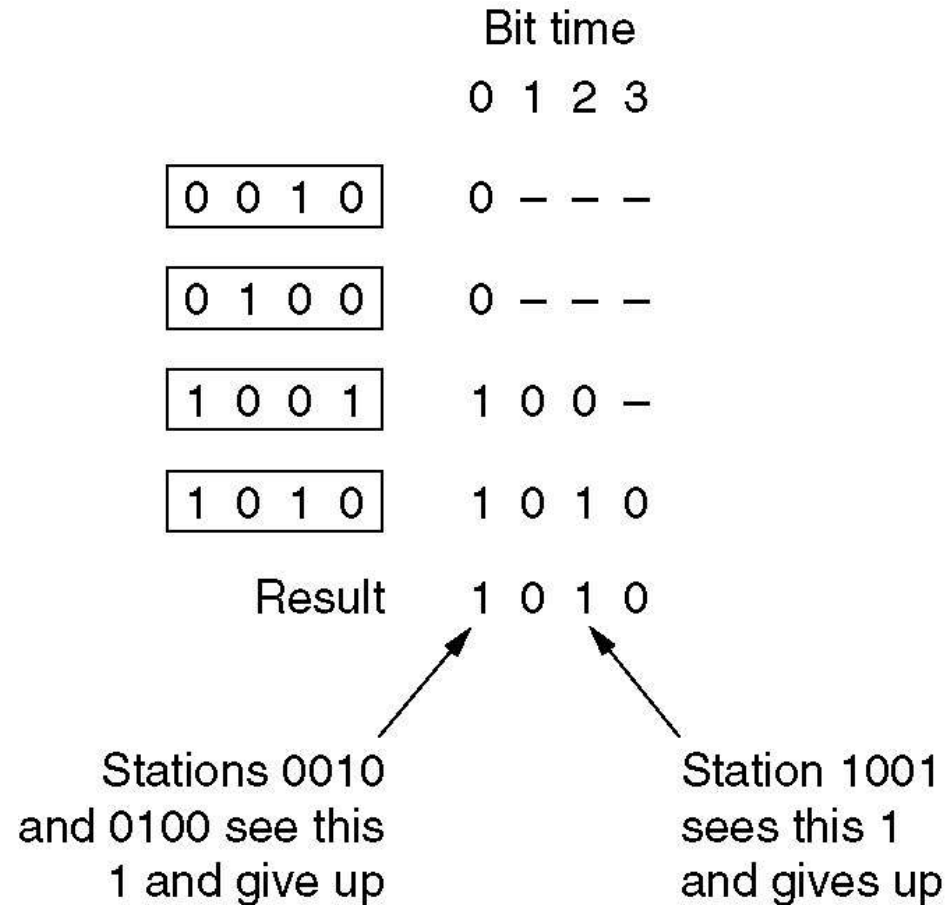 Bit time
0 1 2 3
0 0 1 0 0 – – –
0 1 0 0 0 – – –
1 0 0 1 1 0 0 –
1 0 1 0 1 0 1 0
Result 1 0 1 0
Stations 0010
and 0100 see this
1 and give up
Station 1001
sees this 1
and gives up